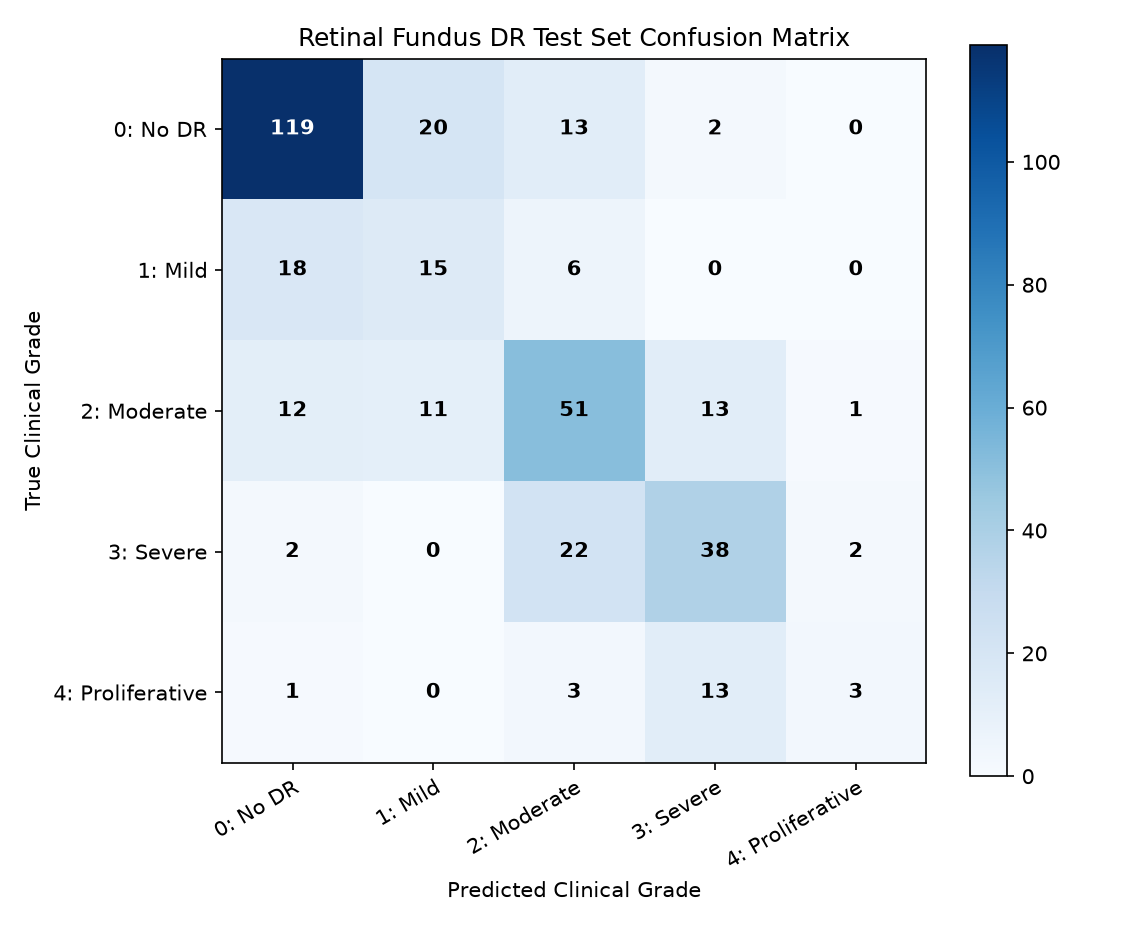 Retinal Fundus DR Test Set Confusion Matrix
True Clinical Grade
0: No DR 119 20 13 2 0
1: Mild 18 15 6 0 0
2: Moderate 12 11 51 13 1
3: Severe 2 0 22 38 2
4: Proliferative 1 0 3 13 3
0: No DR 1: Mild 2: Moderate 3: Severe 4: Proliferative
Predicted Clinical Grade
100
80
60
40
20
0